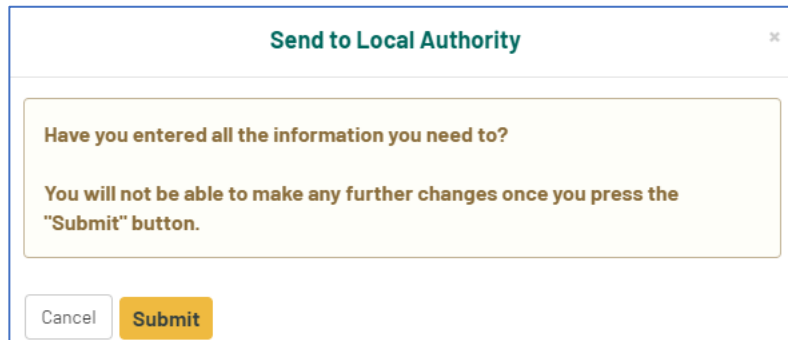 Send to Local Authority
×
Have you entered all the information you need to?
You will not be able to make any further changes once you press the
"Submit" button.
Cancel
Submit